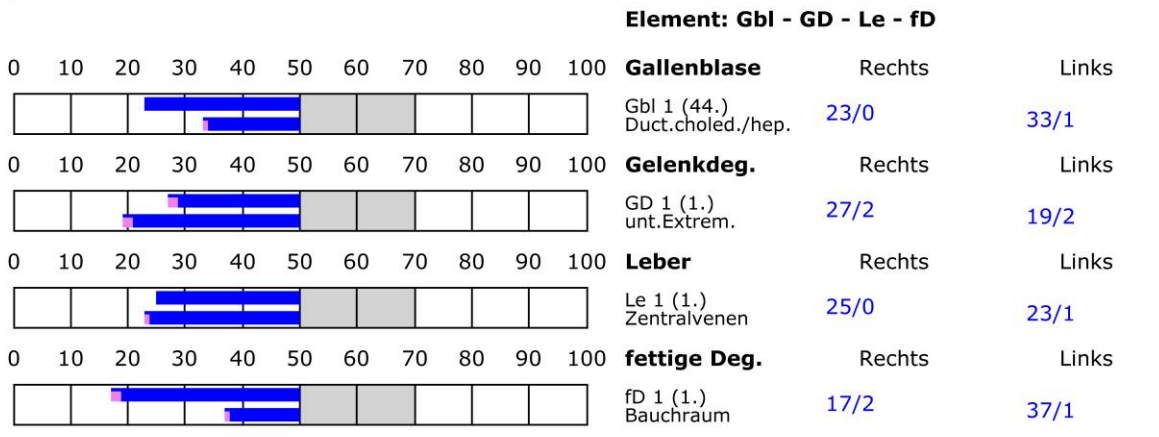 Element: Gbl - GD - Le - fD
0 10 20 30 40 50 60 70 80 90 100 Gallenblase Rechts Links
Gbl 1 (44.)
Duct.choled./hep. 23/0 33/1
0 10 20 30 40 50 60 70 80 90 100 Gelenkdeg. Rechts Links
GD 1 (1.)
unt.Extrem. 27/2 19/2
0 10 20 30 40 50 60 70 80 90 100 Leber Rechts Links
Le 1 (1.)
Zentralvenen 25/0 23/1
0 10 20 30 40 50 60 70 80 90 100 fettige Deg. Rechts Links
fD 1 (1.)
Bauchraum 17/2 37/1